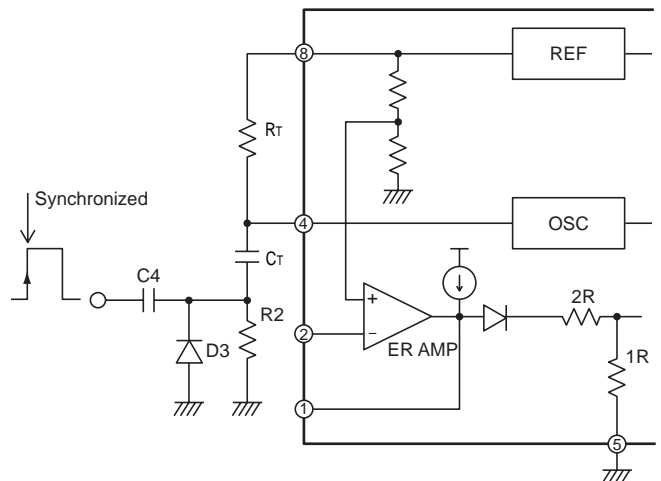 8
REF
RT
Synchronized
4
OSC
CT
C4
R2
D3
+
2
−
ER AMP
2R
1R
1
5